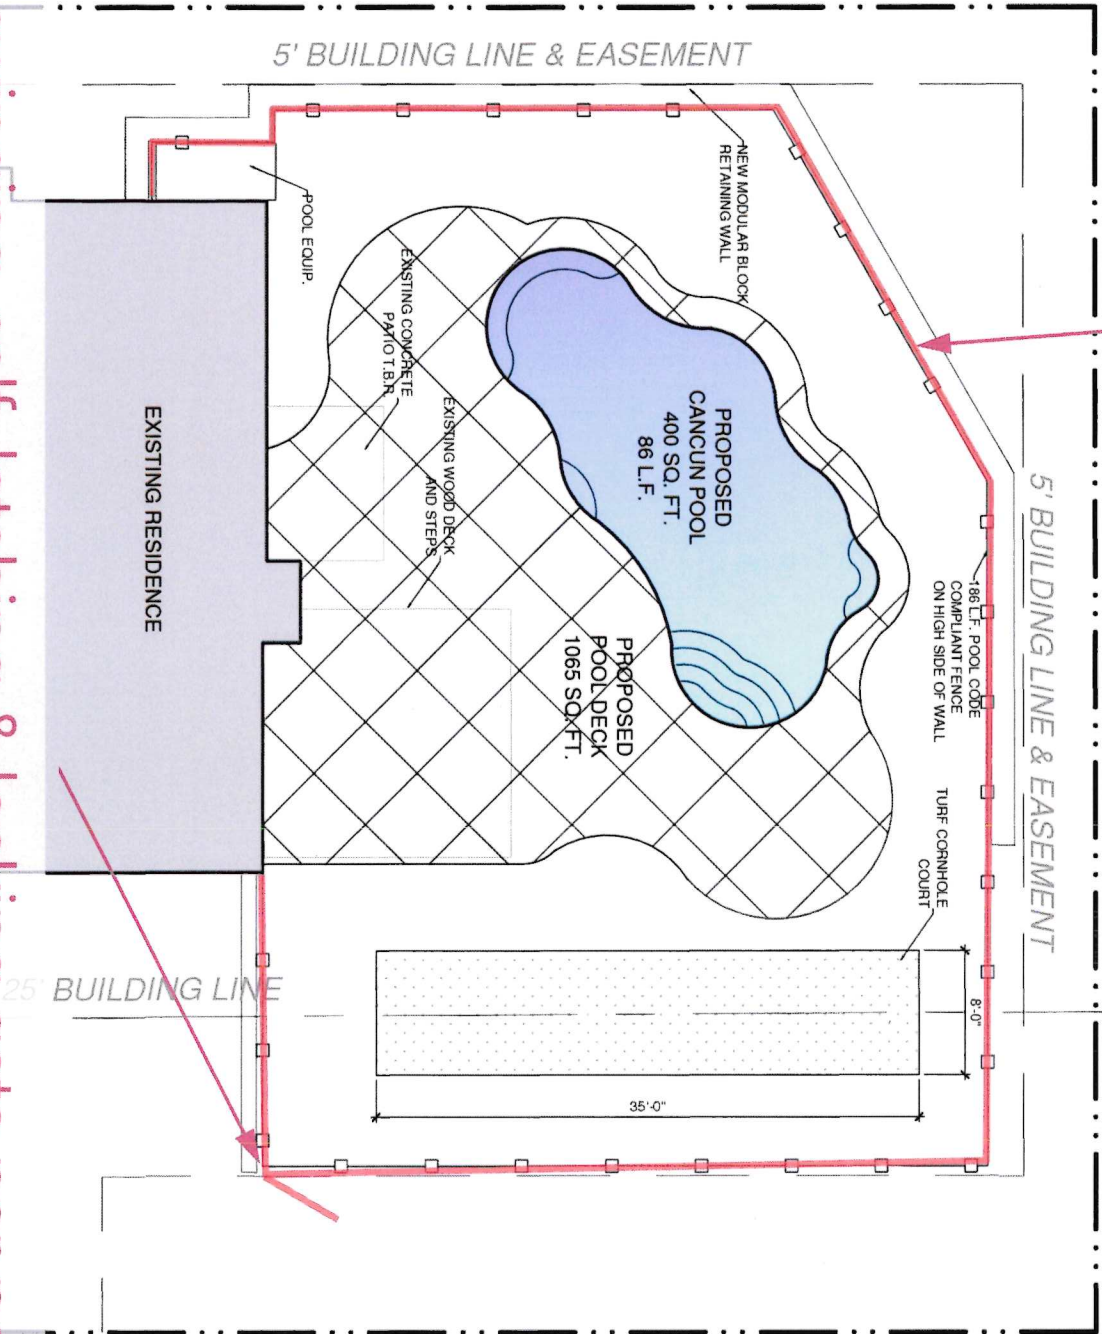 5' BUILDING LINE & EASEMENT
5' BUILDING LINE & EASEMENT
NEW MODULAR BLOCK
RETAINING WALL
POOL EQUIP.
EXISTING CONCRETE
PATIO T.B.R.
EXISTING WOOD DECK
AND STEPS
PROPOSED
CANCUN POOL
400 SQ. FT.
86 L.F.
186 L.F. POOL CODE
COMPLIANT FENCE
ON HIGH SIDE OF WALL
EXISTING RESIDENCE
PROPOSED
POOL DECK
1065 SQ. FT.
TURF CORNHOLE
COURT
8'-0"
35'-0"
25' BUILDING LINE